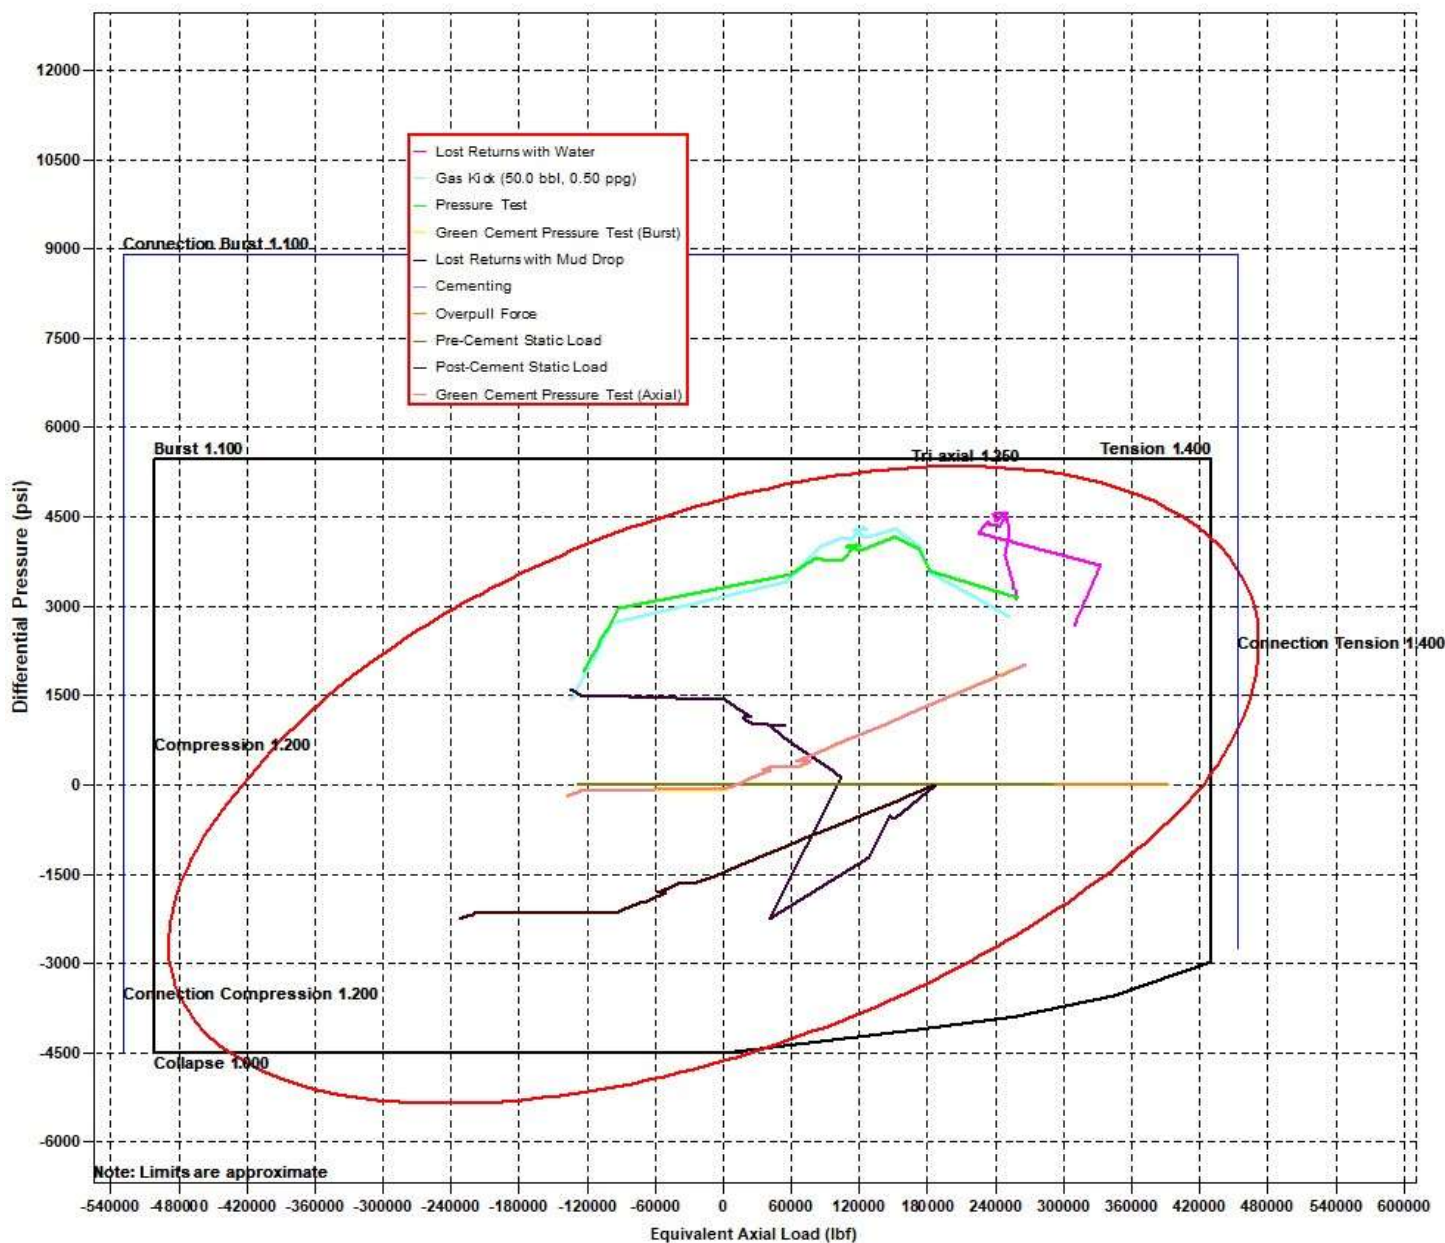 12000
10500
9000
7500
6000
4500
3000
1500
0
-1500
-3000
-4500
-6000
Differential Pressure (psi)
Lost Returns with Water
Gas Kick (50.0 bbl, 0.50 ppg)
Pressure Test
Green Cement Pressure Test (Burst)
Lost Returns with Mud Drop
Cementing
Overpull Force
Pre-Cement Static Load
Post-Cement Static Load
Green Cement Pressure Test (Axial)
Connection Burst 1.100
Burst 1.100
Tri axial 1.250
Tension 1.400
Connection Tension 1.400
Compression 1.200
Connection Compression 1.200
Collapse 1.000
Note: Limits are approximate
-540000 -480000 -420000 -360000 -300000 -240000 -180000 -120000 -60000 0 60000 120000 180000 240000 300000 360000 420000 480000 540000 600000
Equivalent Axial Load (lbf)